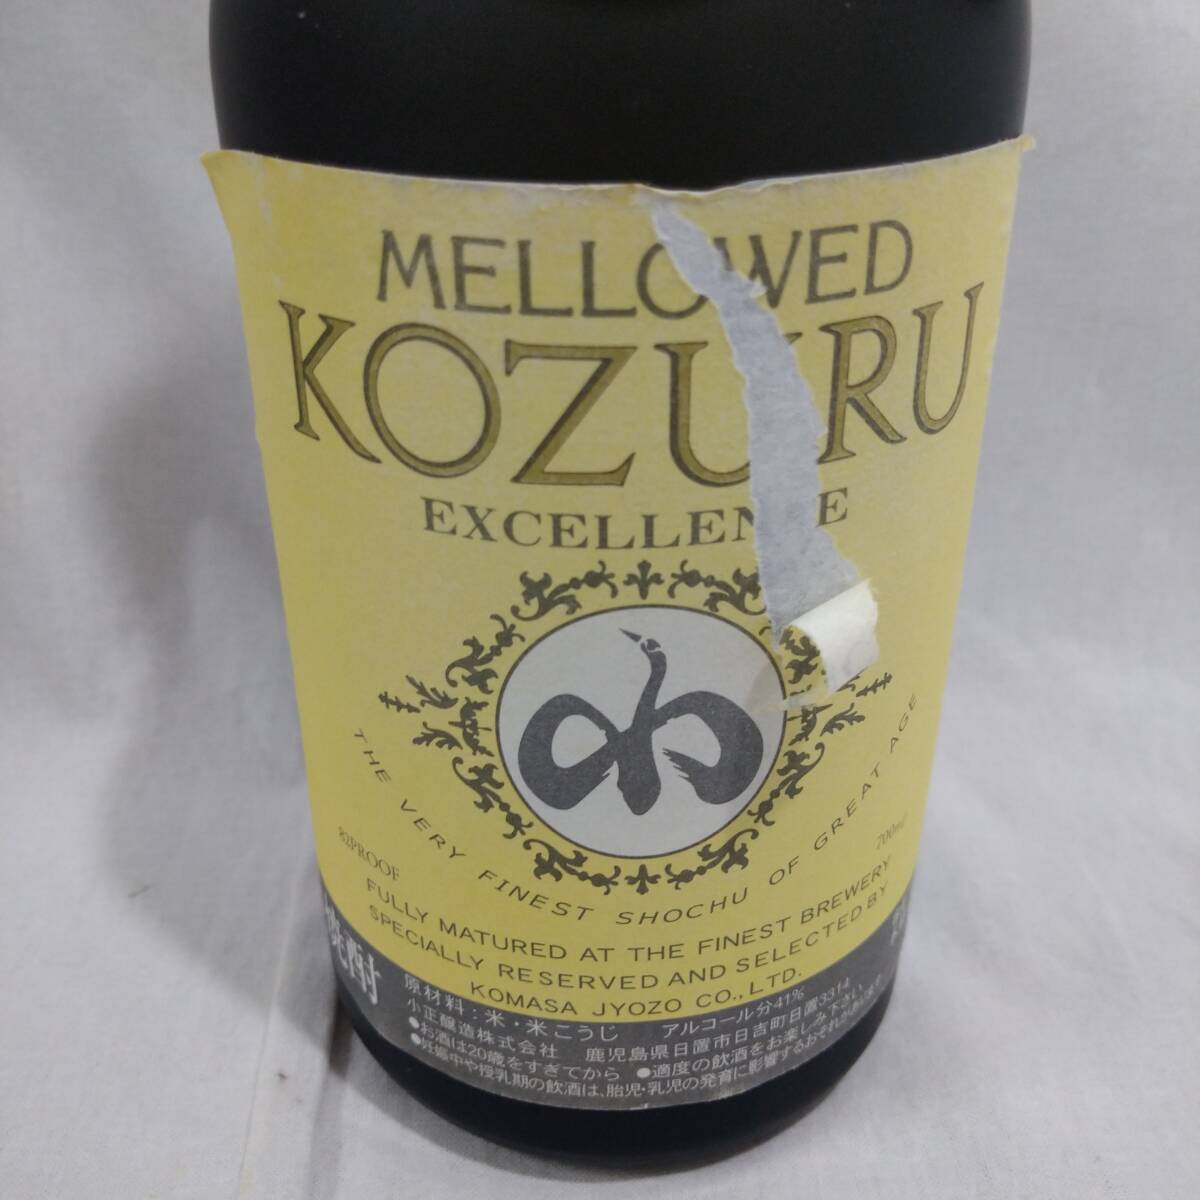 MELLOWED
KOZURU
EXCELLENCE
THE VERY FINEST SHOCHU OF GREAT AGE
82PROOF
700ml
FULLY MATURED AT THE FINEST BREWERY
SPECIALLY RESERVED AND SELECTED BY
KOMASA JYOZO CO.,LTD.
焼酎
原材料:米・米こうじ アルコール分41%
小正醸造株式会社 鹿児島県日置市日吉町日置3314
●お酒は20歳をすぎてから ●適度の飲酒をお楽しみ下さい
●妊娠中や授乳期の飲酒は、胎児・乳児の発育に影響するおそれがあります